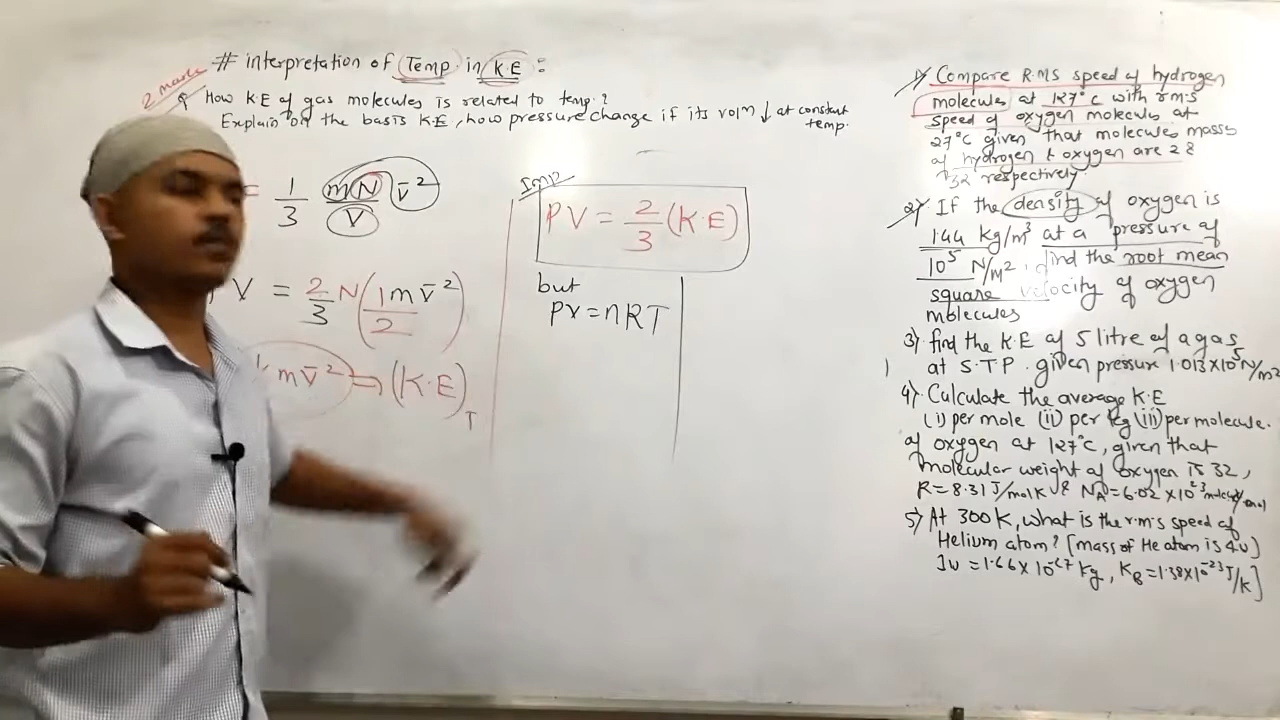 # interpretation of Temp in K.E :
2 marks
How K.E of gas molecules is related to temp?
Explain on the basis K.E, how pressure change if its volm ↓ at constant
temp.
= 1/3 mN/V v̄²
V = 2/3 N(1/2 mv̄²)
mv̄² ⇒ (K.E)T
Imp
PV = 2/3 (K.E)
but
PV = nRT
1) Compare R.M.S speed of hydrogen
molecules at 127°c with r.m.s
speed of oxygen molecules at
27°c given that molecules masses
of hydrogen & oxygen are 2 &
32 respectively.
2) If the density of oxygen is
1.44 kg/m³ at a pressure of
10⁵ N/m², find the root mean
square velocity of oxygen
molecules
3) find the K.E of 5 litre of a gas
at S.T.P. given pressure 1.013×10⁵ N/m²
4) Calculate the average K.E
(i) per mole (ii) per kg (iii) per molecule.
of oxygen at 127°c, given that
molecular weight of oxygen is 32,
R = 8.31 J/mol K & NA = 6.02 × 10²³
5) At 300K, what is the r.m.s speed of
Helium atom? [mass of He atom is 4.U]
1U = 1.66×10⁻²⁷ kg, KB = 1.38×10⁻²³ J/K]